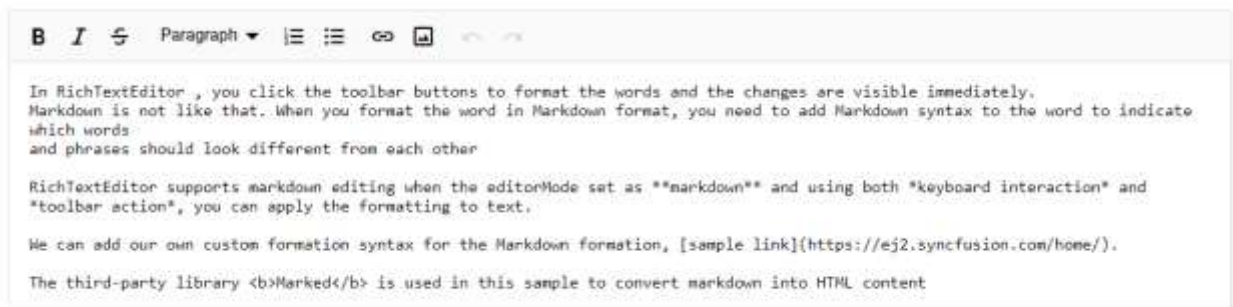 B I S Paragraph
In RichTextEditor , you click the toolbar buttons to format the words and the changes are visible immediately.
Markdown is not like that. When you format the word in Markdown format, you need to add Markdown syntax to the word to indicate
which words
and phrases should look different from each other
RichTextEditor supports markdown editing when the editorMode set as **markdown** and using both *keyboard interaction* and
*toolbar action*, you can apply the formatting to text.
We can add our own custom formation syntax for the Markdown formation, [sample link](https://ej2.syncfusion.com/home/).
The third-party library <b>Marked</b> is used in this sample to convert markdown into HTML content